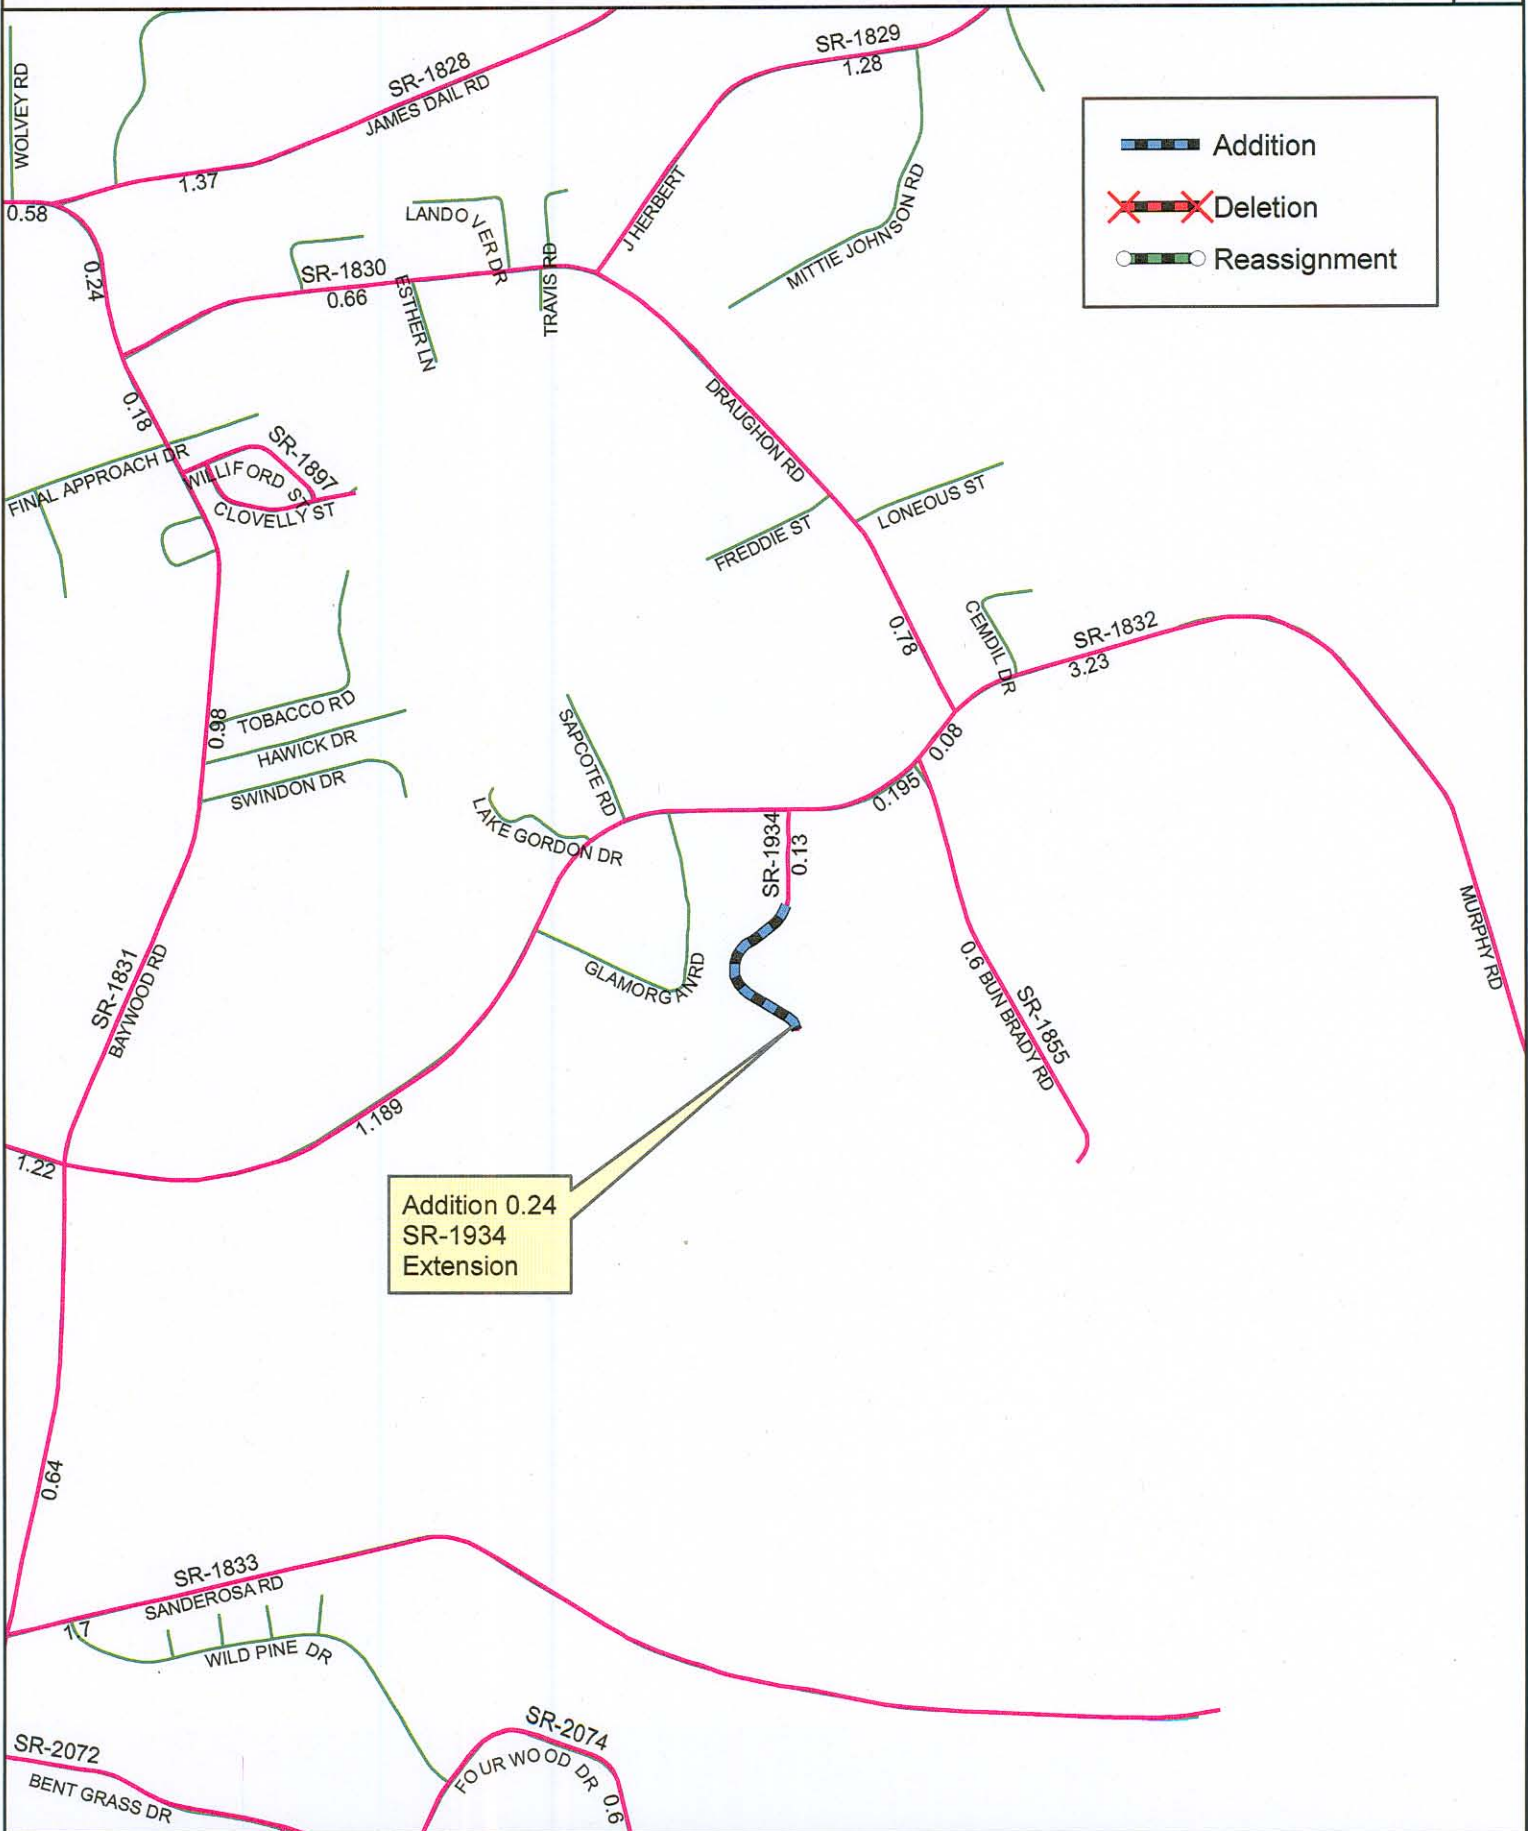 SR-1829
1.28
WOLVEY RD
SR-1828
JAMES DAIL RD
Addition
Deletion
Reassignment
1.37
0.58
LANDOVER DR
J HERBERT
MITTIE JOHNSON RD
0.24
SR-1830
0.66
ESTHER LN
TRAVIS RD
0.18
DRAUGHON RD
FINAL APPROACH DR
SR-1897
WILLIFORD ST
CLOVELLY ST
LONEOUS ST
FREDDIE ST
0.78
CEMDIL DR
SR-1832
3.23
0.98
TOBACCO RD
HAWICK DR
SWINDON DR
SAPCOTE RD
0.08
0.195
LAKE GORDON DR
SR-1934
0.13
MURPHY RD
GLAMORGAN RD
SR-1831
BAYWOOD RD
0.6 BUN BRADY RD
SR-1855
1.189
1.22
Addition 0.24
SR-1934
Extension
0.64
SR-1833
SANDEROSA RD
1.7
WILD PINE DR
SR-2074
FOUR WOOD DR
0.6
SR-2072
BENT GRASS DR